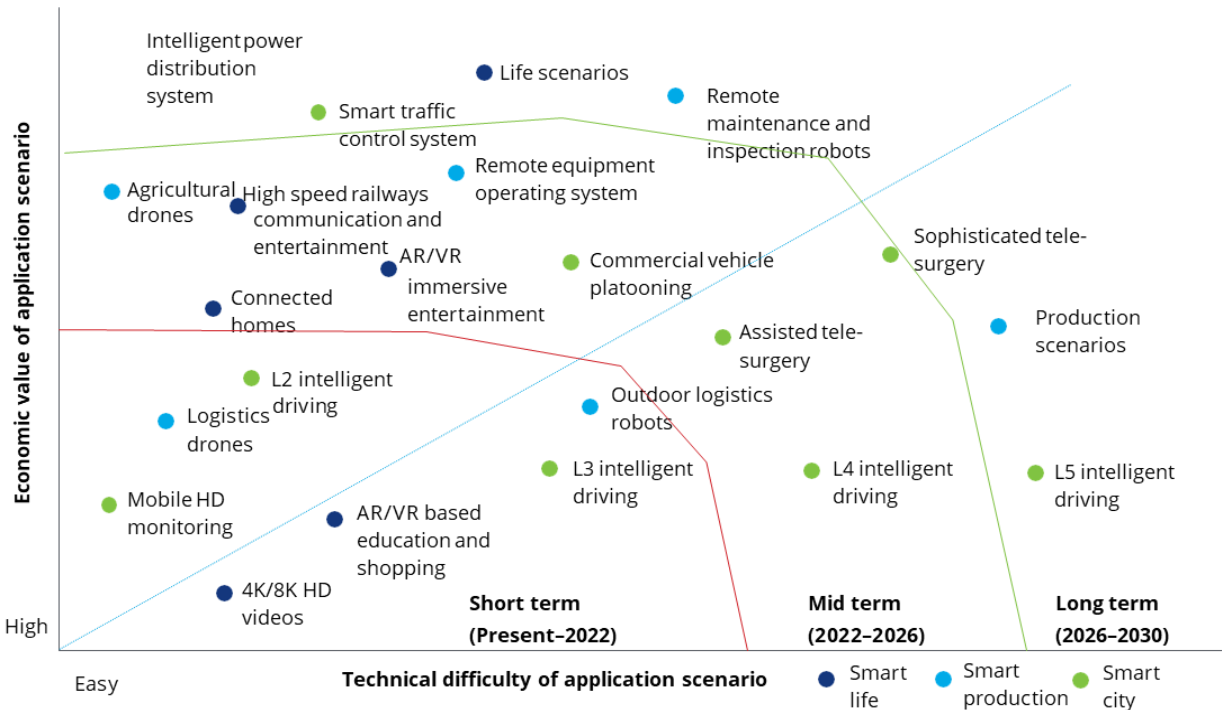 Economic value of application scenario
Intelligent power
distribution
system
Life scenarios
Smart traffic
control system
Remote
maintenance and
inspection robots
Agricultural
drones
High speed railways
communication and
entertainment
Remote equipment
operating system
AR/VR
immersive
entertainment
Commercial vehicle
platooning
Sophisticated tele-
surgery
Connected
homes
Assisted tele-
surgery
Production
scenarios
L2 intelligent
driving
Logistics
drones
Outdoor logistics
robots
L3 intelligent
driving
L4 intelligent
driving
L5 intelligent
driving
Mobile HD
monitoring
AR/VR based
education and
shopping
4K/8K HD
videos
Short term
(Present–2022)
Mid term
(2022–2026)
Long term
(2026–2030)
High
Easy
Technical difficulty of application scenario
Smart
life
Smart
production
Smart
city